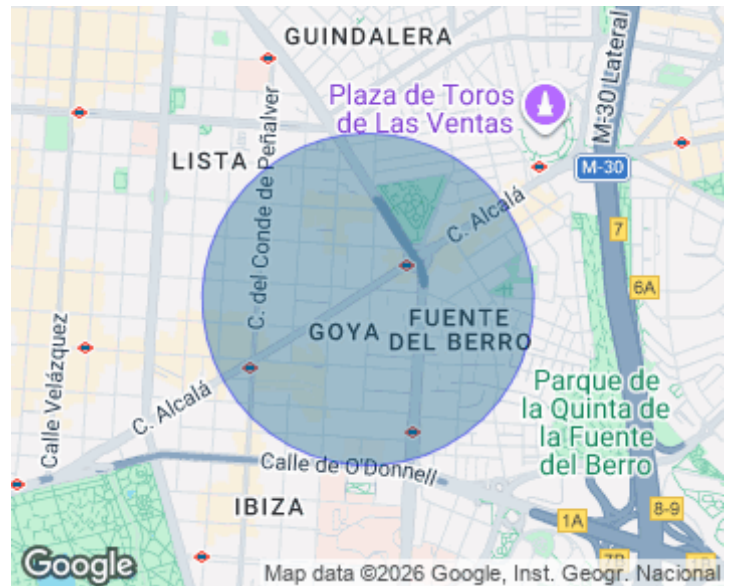 GUINDALERA
Plaza de Toros
de Las Ventas
M-30 Lateral
LISTA
C. del Conde de Peñalver
M-30
C. Alcalá
7
6A
GOYA
FUENTE
DEL BERRO
Calle Velázquez
C. Alcalá
Parque de
la Quinta de
la Fuente
del Berro
Calle de O'Donnell
IBIZA
1A
8-9
7B
Google
Map data ©2026 Google, Inst. Geogr. Nacional